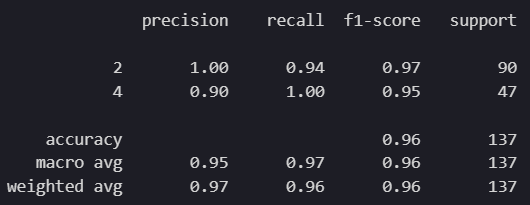 precision recall f1-score support
2 1.00 0.94 0.97 90
4 0.90 1.00 0.95 47
accuracy 0.96 137
macro avg 0.95 0.97 0.96 137
weighted avg 0.97 0.96 0.96 137